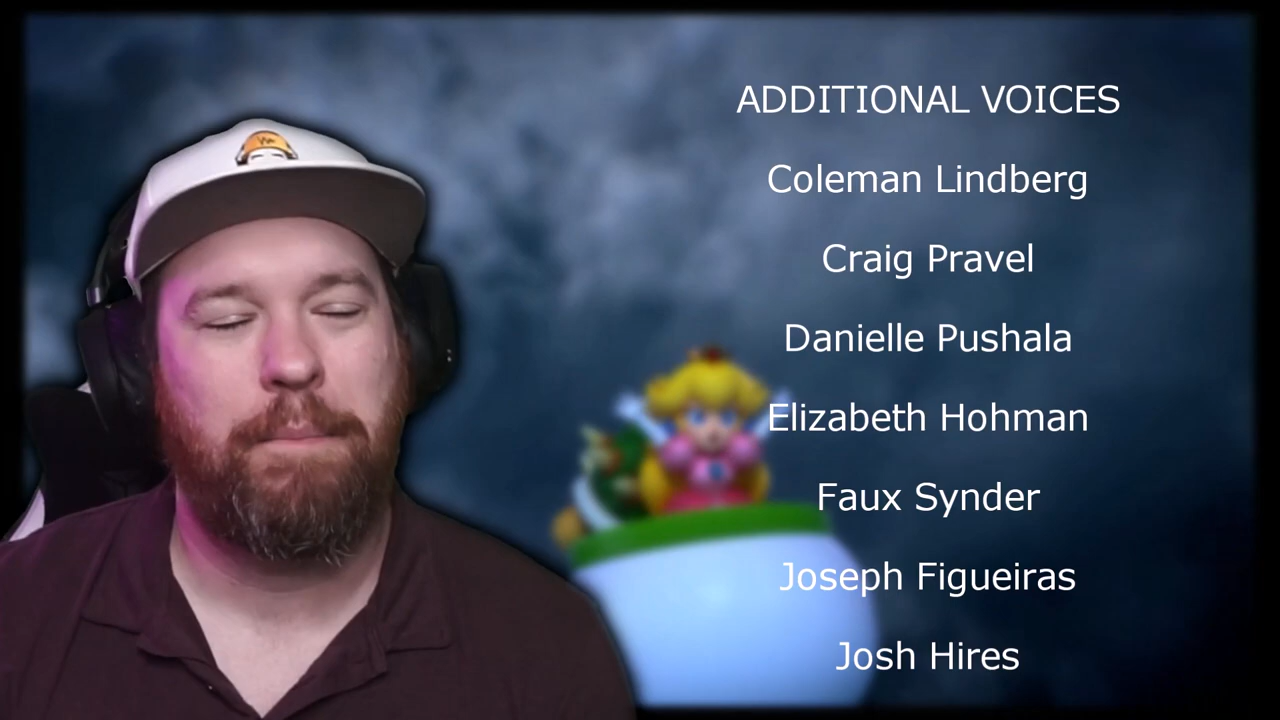 ADDITIONAL VOICES
Coleman Lindberg
Craig Pravel
Danielle Pushala
Elizabeth Hohman
Faux Synder
Joseph Figueiras
Josh Hires